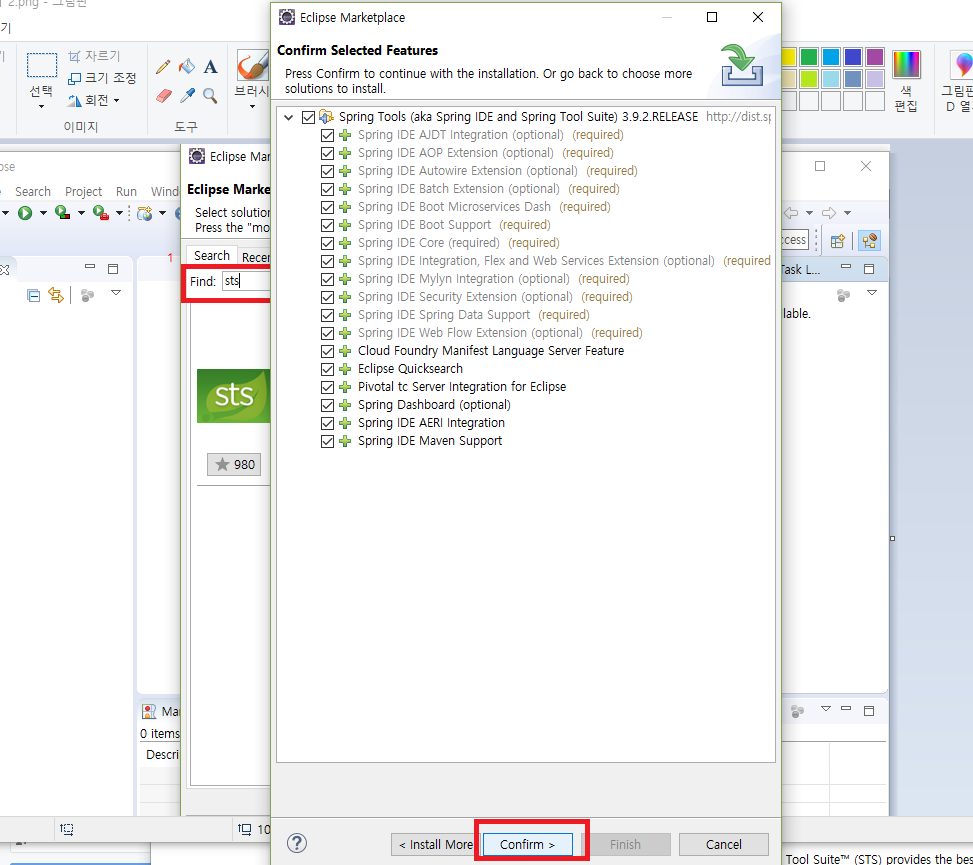 2.png - 그림판
기
자르기
크기 조정
선택
회전
이미지
A
도구
브러시
색
편집
그림판
D 열
Eclipse Marketplace
Confirm Selected Features
Press Confirm to continue with the installation. Or go back to choose more
solutions to install.
Spring Tools (aka Spring IDE and Spring Tool Suite) 3.9.2.RELEASE http://dist.sp
Spring IDE AJDT Integration (optional) (required)
Spring IDE AOP Extension (optional) (required)
Spring IDE Autowire Extension (optional) (required)
Spring IDE Batch Extension (optional) (required)
Spring IDE Boot Microservices Dash (required)
Spring IDE Boot Support (required)
Spring IDE Core (required) (required)
Spring IDE Integration, Flex and Web Services Extension (optional) (required
Spring IDE Mylyn Integration (optional) (required)
Spring IDE Security Extension (optional) (required)
Spring IDE Spring Data Support (required)
Spring IDE Web Flow Extension (optional) (required)
Cloud Foundry Manifest Language Server Feature
Eclipse Quicksearch
Pivotal tc Server Integration for Eclipse
Spring Dashboard (optional)
Spring IDE AERI Integration
Spring IDE Maven Support
< Install More
Confirm >
Finish
Cancel
Eclipse Mar
Eclipse Marke
Select solution
Press the "mo
Search
Recen
1
Find: sts
sts
980
pse
Search Project Run Wind
cess
Task L...
lable.
Ma
0 items
Descri
10
Tool Suite™ (STS) provides the bes